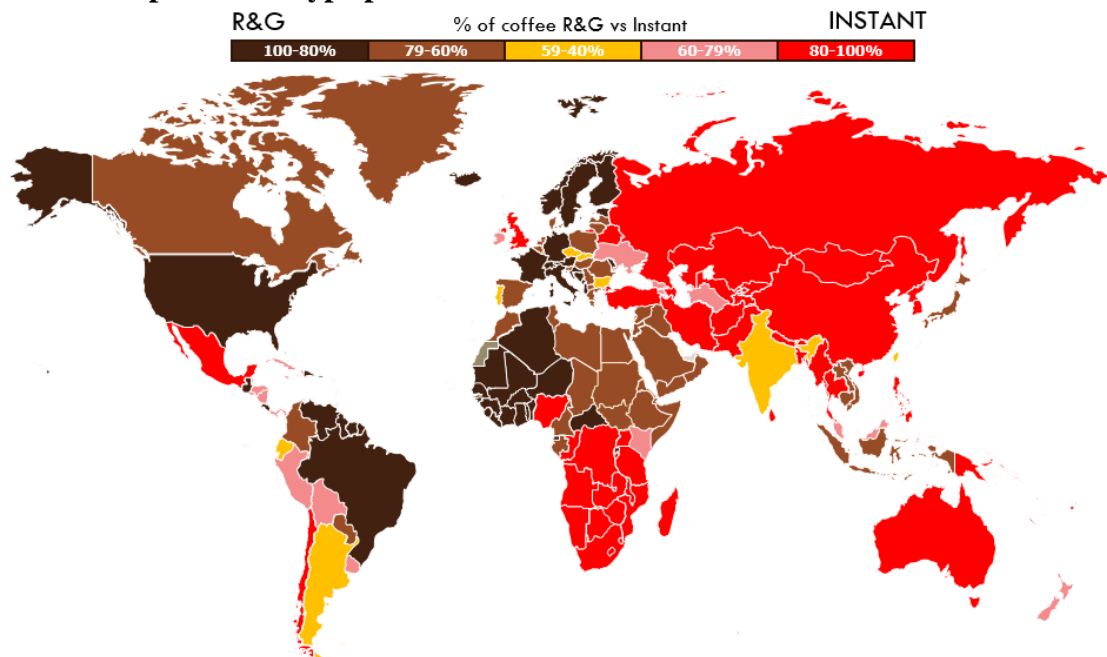 R&G
% of coffee R&G vs Instant
INSTANT
100-80%
79-60%
59-40%
60-79%
80-100%